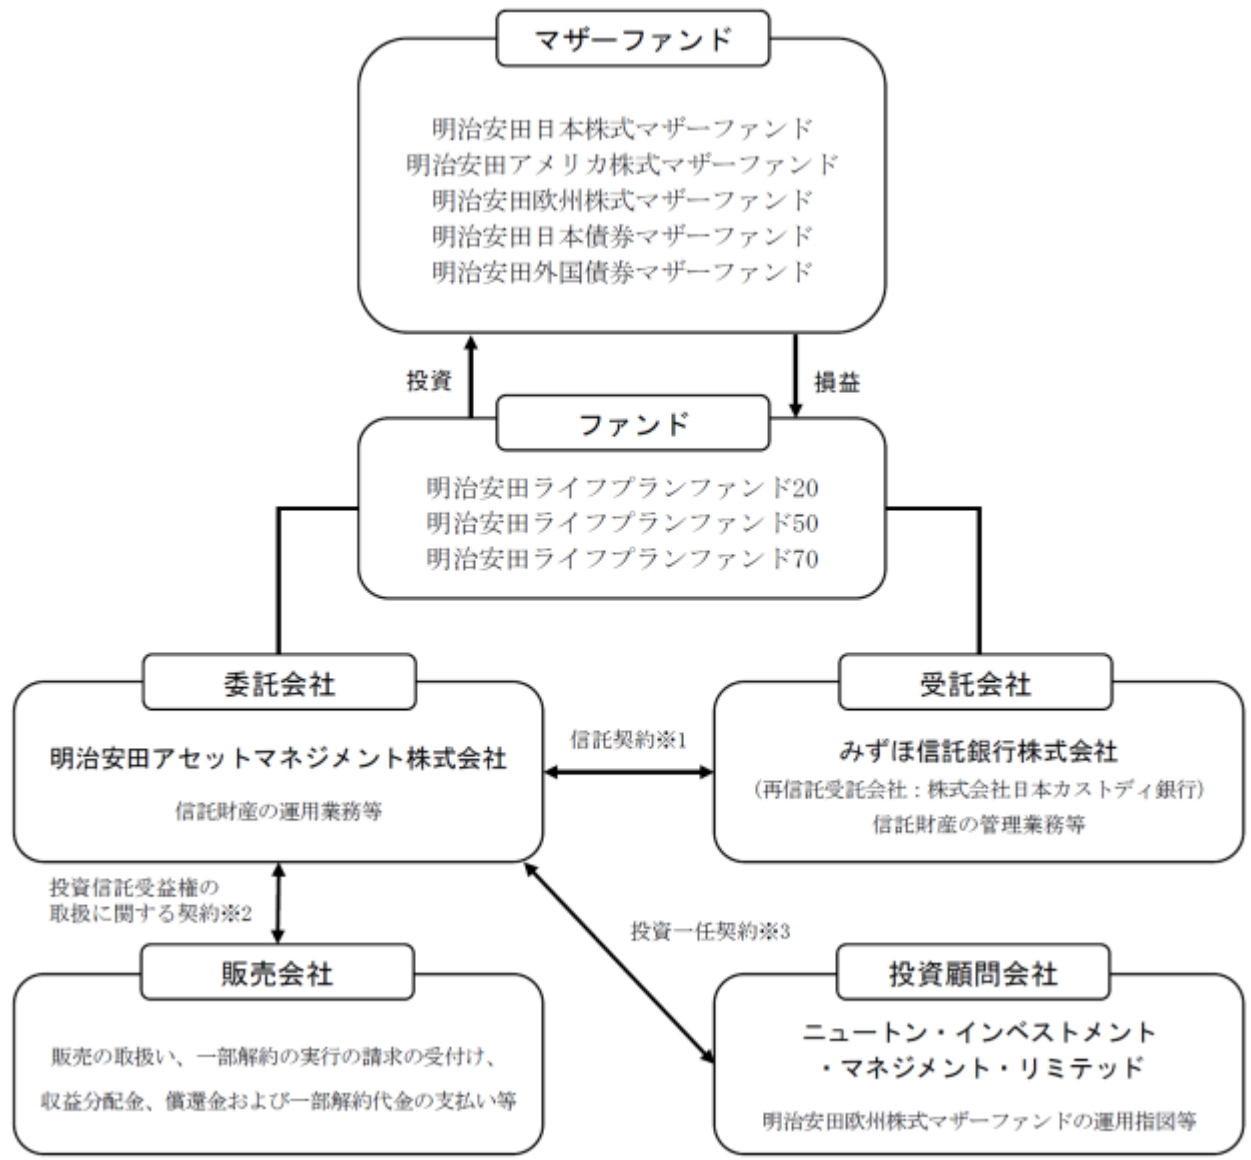 マザーファンド
明治安田日本株式マザーファンド
明治安田アメリカ株式マザーファンド
明治安田欧州株式マザーファンド
明治安田日本債券マザーファンド
明治安田外国債券マザーファンド
投資
損益
ファンド
明治安田ライフプランファンド20
明治安田ライフプランファンド50
明治安田ライフプランファンド70
委託会社
明治安田アセットマネジメント株式会社
信託財産の運用業務等
信託契約※1
受託会社
みずほ信託銀行株式会社
(再信託受託会社：株式会社日本カストディ銀行)
信託財産の管理業務等
投資信託受益権の
取扱に関する契約※2
投資一任契約※3
販売会社
販売の取扱い、一部解約の実行の請求の受付け、
収益分配金、償還金および一部解約代金の支払い等
投資顧問会社
ニュートン・インベストメント
・マネジメント・リミテッド
明治安田欧州株式マザーファンドの運用指図等